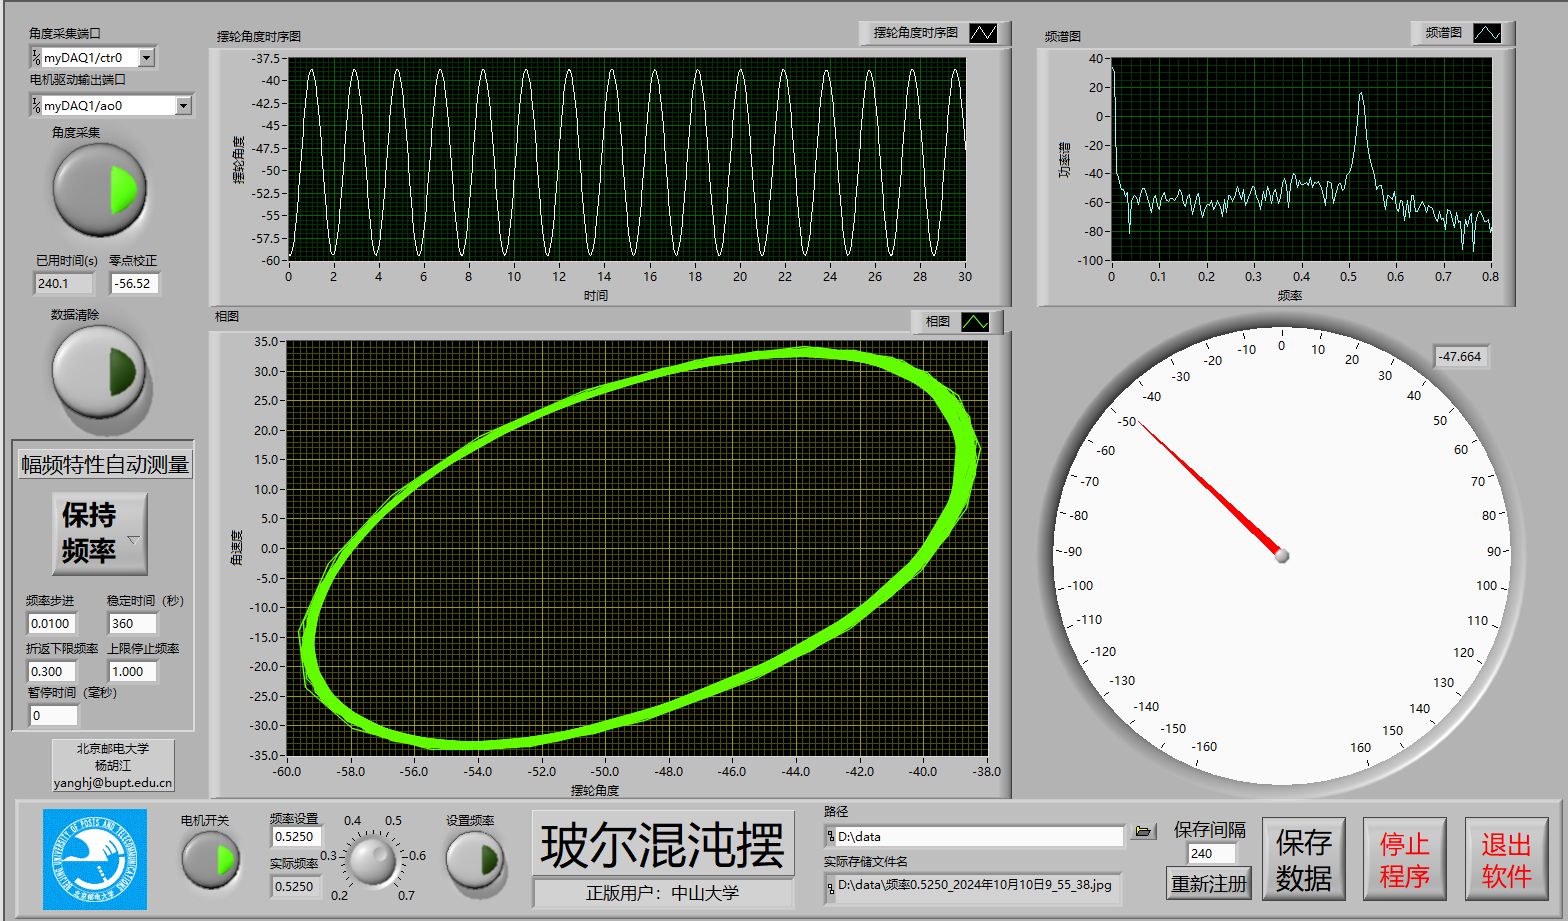 角度采集端口
myDAQ1/ctr0
电机驱动输出端口
myDAQ1/ao0
角度采集
已用时间(s)
240.1
零点校正
-56.52
数据清除
幅频特性自动测量
保持
频率
频率步进
0.0100
稳定时间（秒）
360
折返下限频率
0.300
上限停止频率
1.000
暂停时间（毫秒）
0
北京邮电大学
杨胡江
yanghj@bupt.edu.cn
摆轮角度时序图
摆轮角度时序图
摆轮角度
-37.5
-40
-42.5
-45
-47.5
-50
-52.5
-55
-57.5
-60
0 2 4 6 8 10 12 14 16 18 20 22 24 26 28 30
时间
频谱图
频谱图
功率谱
40
20
0
-20
-40
-60
-80
-100
0 0.1 0.2 0.3 0.4 0.5 0.6 0.7 0.8
频率
相图
相图
角速度
35.0
30.0
25.0
20.0
15.0
10.0
5.0
0.0
-5.0
-10.0
-15.0
-20.0
-25.0
-30.0
-35.0
-60.0 -58.0 -56.0 -54.0 -52.0 -50.0 -48.0 -46.0 -44.0 -42.0 -40.0 -38.0
摆轮角度
-47.664
-160
-150
-140
-130
-120
-110
-100
-90
-80
-70
-60
-50
-40
-30
-20
-10
0
10
20
30
40
50
60
70
80
90
100
110
120
130
140
150
160
BEIJING UNIVERSITY OF POSTS AND TELECOMMUNICATIONS
北京邮电大学
电机开关
频率设置
0.5250
实际频率
0.5250
0.2
0.3
0.4
0.5
0.6
0.7
设置频率
玻尔混沌摆
正版用户：中山大学
路径
D:\data
实际存储文件名
D:\data\频率0.5250_2024年10月10日9_55_38.jpg
保存间隔
240
重新注册
保存
数据
停止
程序
退出
软件